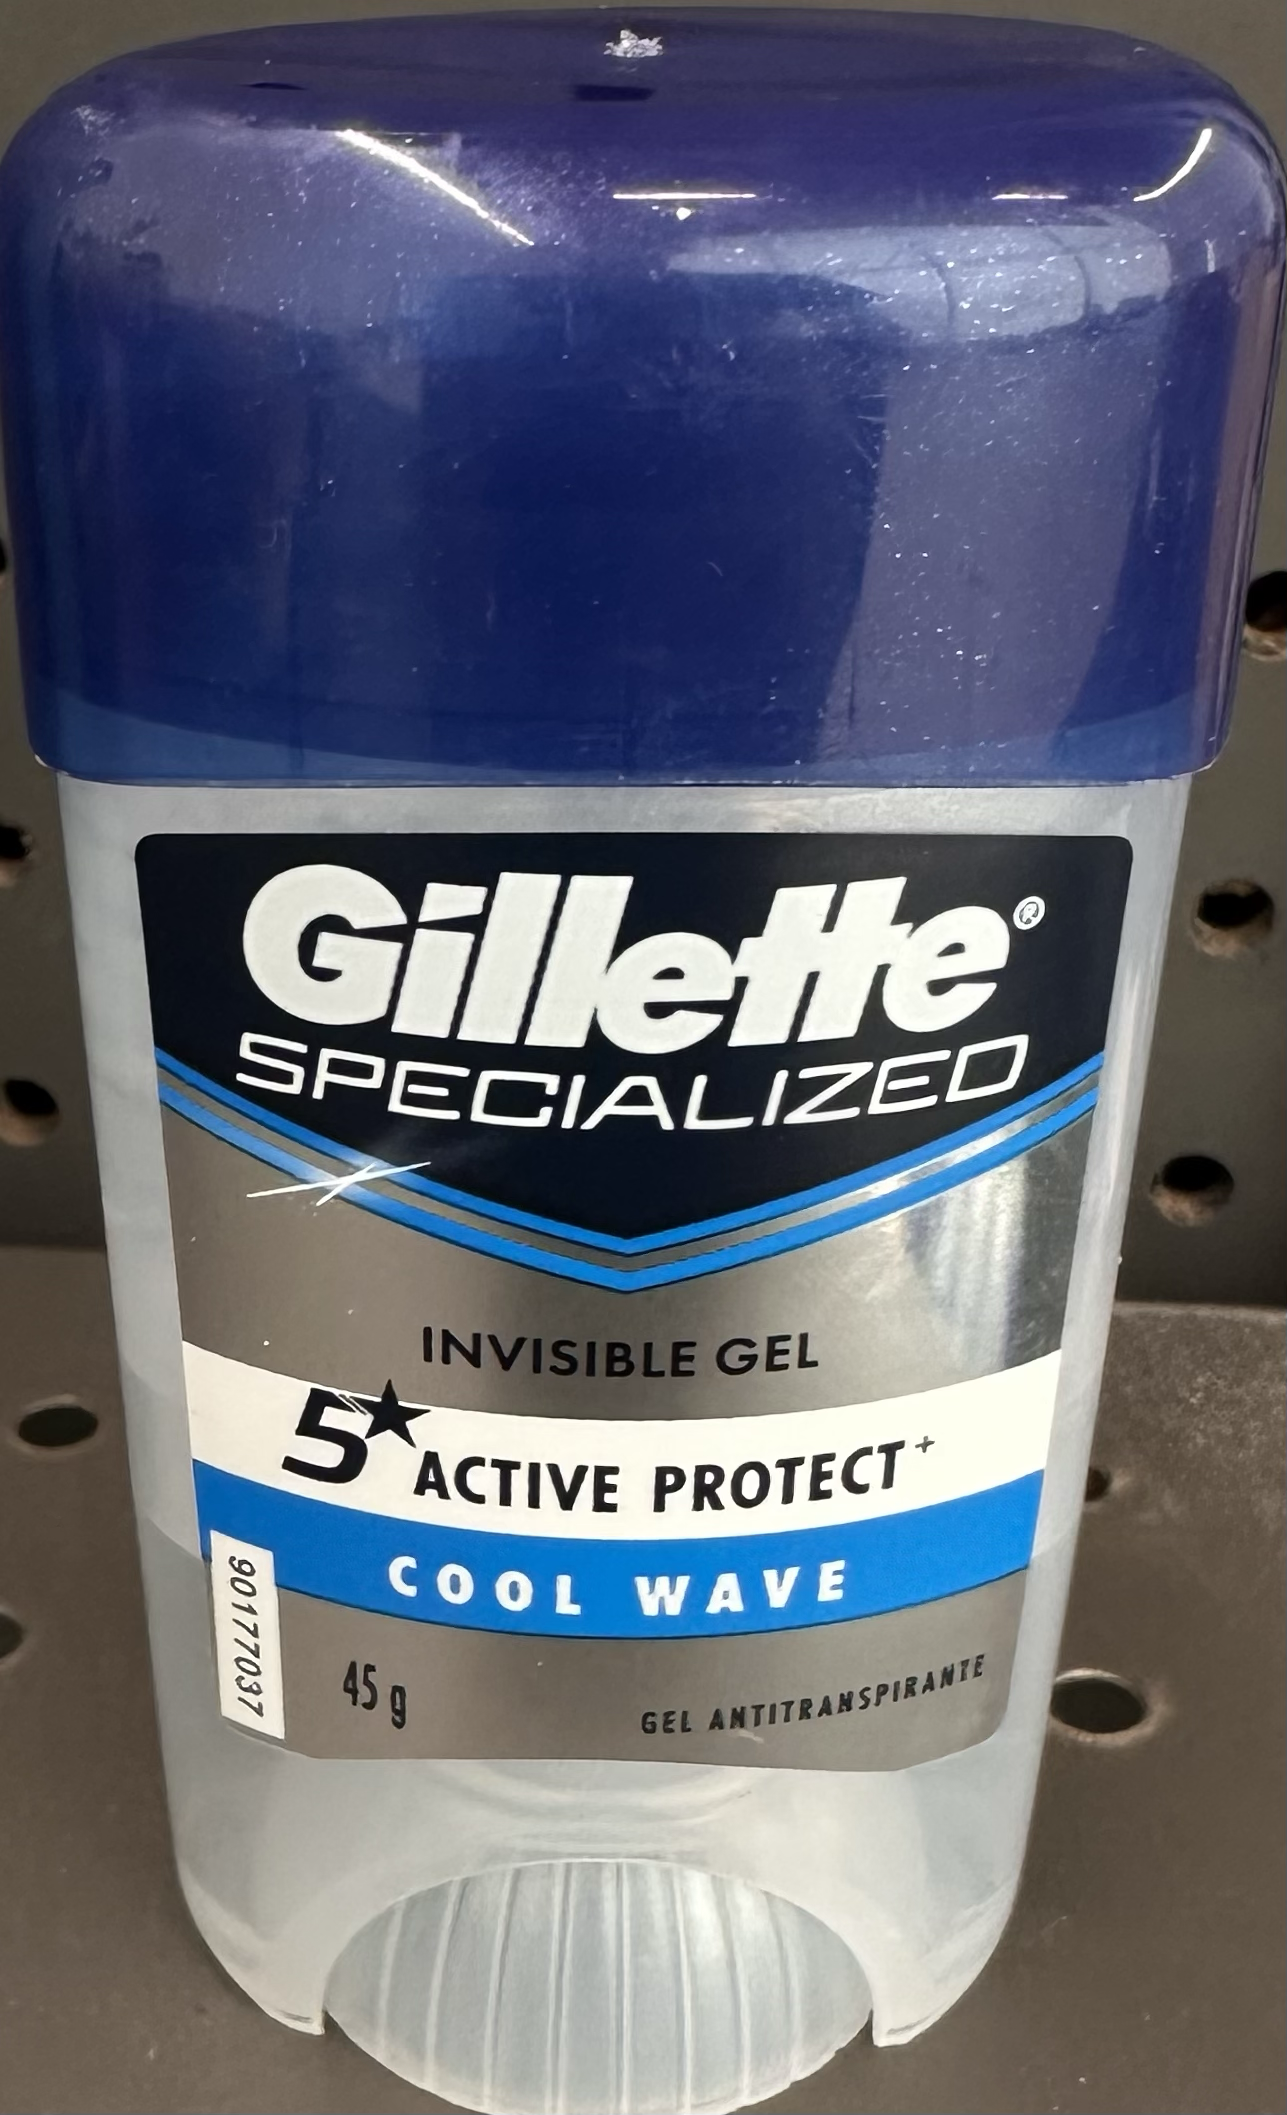 Gillette®
SPECIALIZED
INVISIBLE GEL
5★ ACTIVE PROTECT+
COOL WAVE
90177037
45 g
GEL ANTITRANSPIRANTE